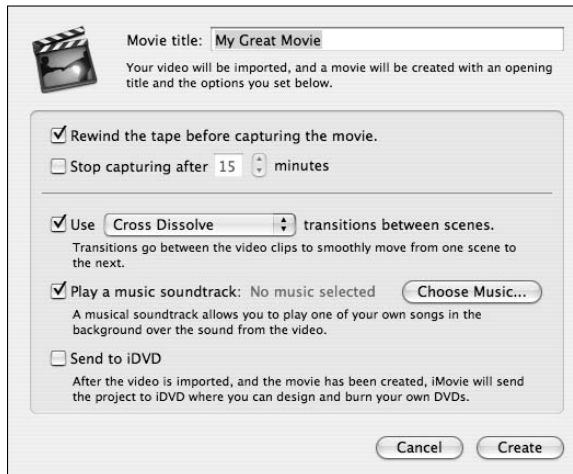 Movie title: My Great Movie
Your video will be imported, and a movie will be created with an opening
title and the options you set below.
Rewind the tape before capturing the movie.
Stop capturing after 15 minutes
Use Cross Dissolve transitions between scenes.
Transitions go between the video clips to smoothly move from one scene to
the next.
Play a music soundtrack: No music selected Choose Music...
A musical soundtrack allows you to play one of your own songs in the
background over the sound from the video.
Send to iDVD
After the video is imported, and the movie has been created, iMovie will send
the project to iDVD where you can design and burn your own DVDs.
Cancel Create